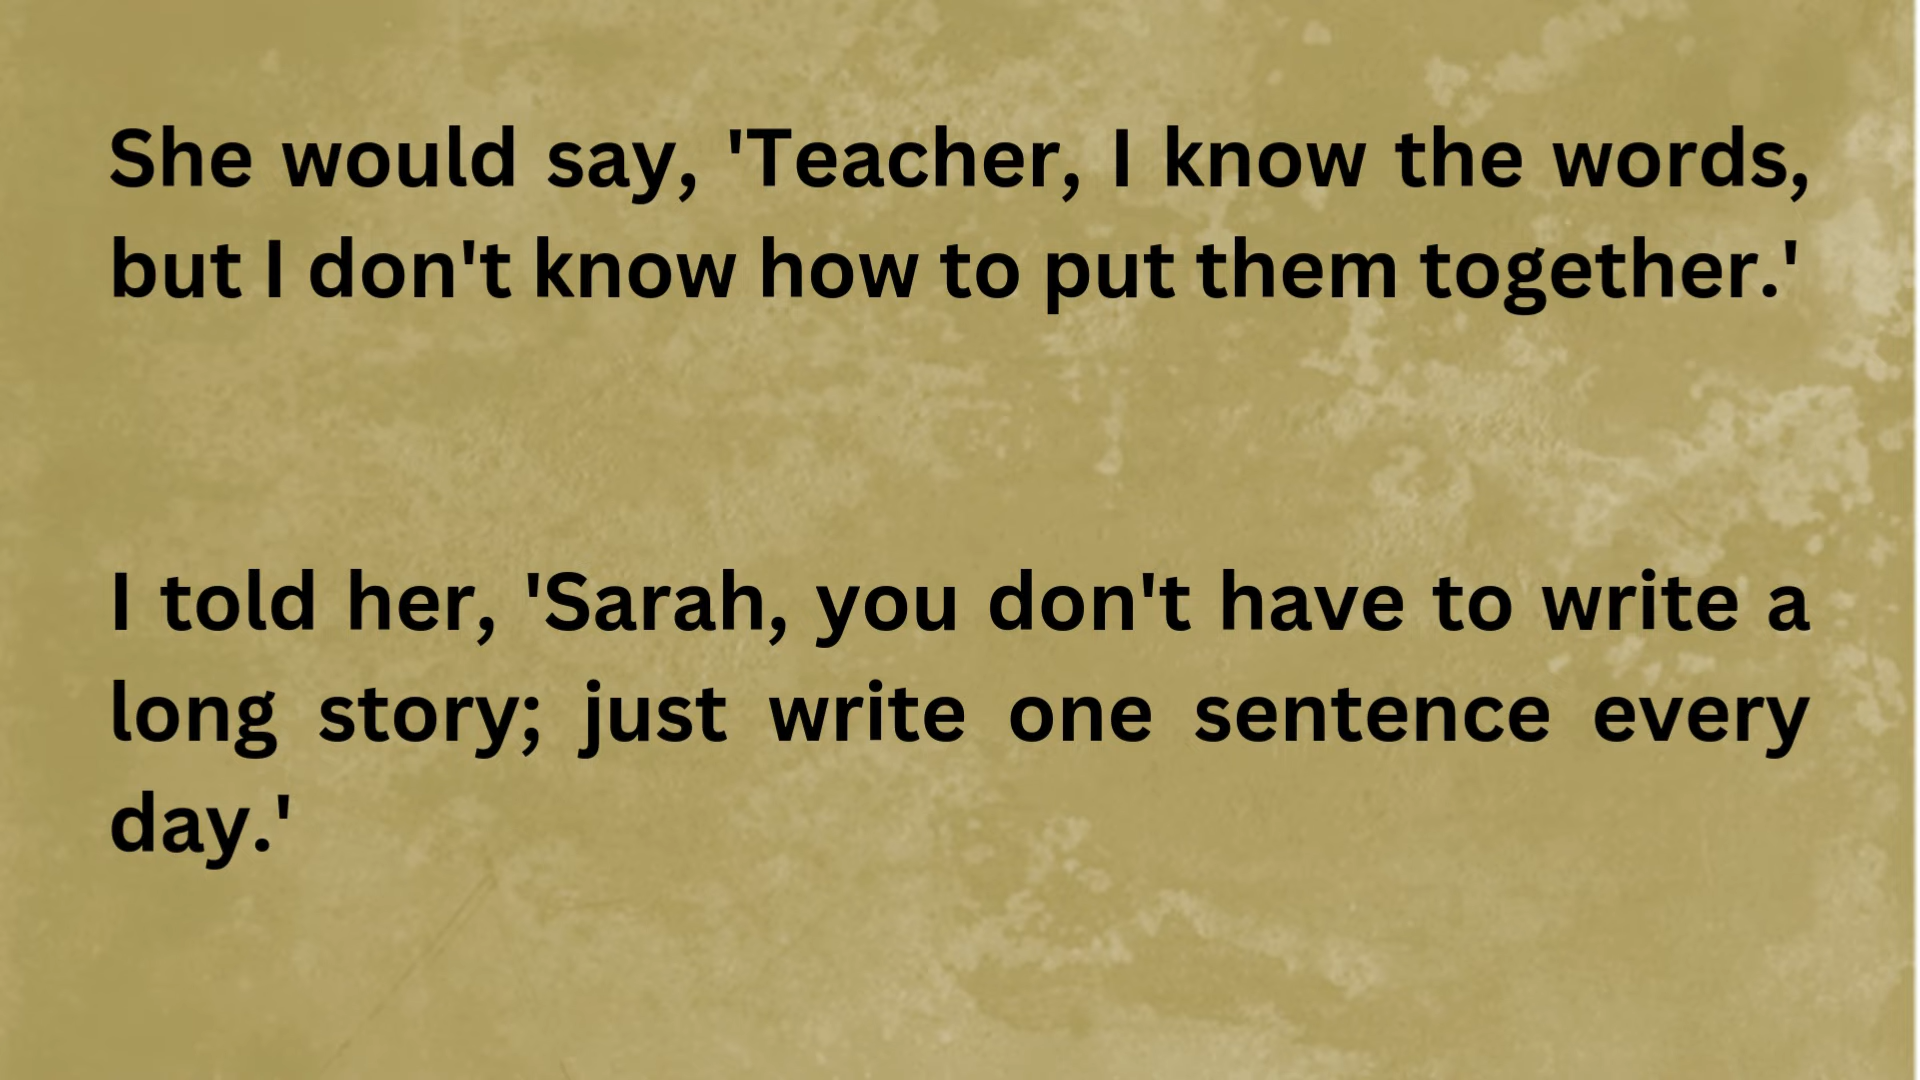 She would say, 'Teacher, I know the words,
but I don't know how to put them together.'
I told her, 'Sarah, you don't have to write a
long story; just write one sentence every
day.'